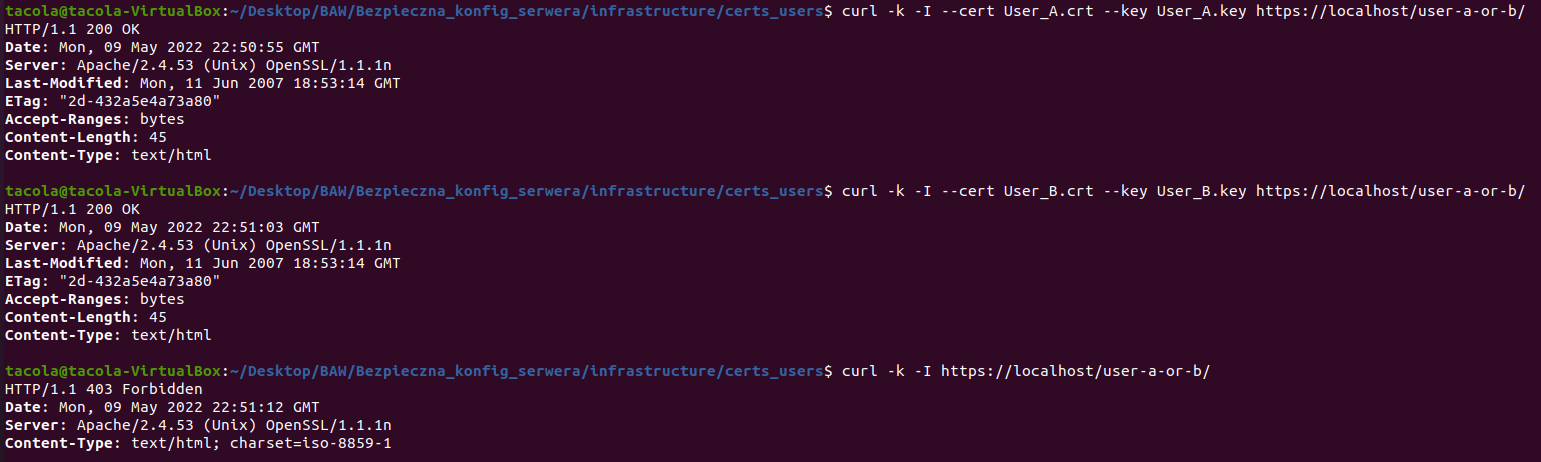 tacola@tacola-VirtualBox:~/Desktop/BAW/Bezpieczna_konfig_serwera/infrastructure/certs_users$ curl -k -I --cert User_A.crt --key User_A.key https://localhost/user-a-or-b/
HTTP/1.1 200 OK
Date: Mon, 09 May 2022 22:50:55 GMT
Server: Apache/2.4.53 (Unix) OpenSSL/1.1.1n
Last-Modified: Mon, 11 Jun 2007 18:53:14 GMT
ETag: "2d-432a5e4a73a80"
Accept-Ranges: bytes
Content-Length: 45
Content-Type: text/html
tacola@tacola-VirtualBox:~/Desktop/BAW/Bezpieczna_konfig_serwera/infrastructure/certs_users$ curl -k -I --cert User_B.crt --key User_B.key https://localhost/user-a-or-b/
HTTP/1.1 200 OK
Date: Mon, 09 May 2022 22:51:03 GMT
Server: Apache/2.4.53 (Unix) OpenSSL/1.1.1n
Last-Modified: Mon, 11 Jun 2007 18:53:14 GMT
ETag: "2d-432a5e4a73a80"
Accept-Ranges: bytes
Content-Length: 45
Content-Type: text/html
tacola@tacola-VirtualBox:~/Desktop/BAW/Bezpieczna_konfig_serwera/infrastructure/certs_users$ curl -k -I https://localhost/user-a-or-b/
HTTP/1.1 403 Forbidden
Date: Mon, 09 May 2022 22:51:12 GMT
Server: Apache/2.4.53 (Unix) OpenSSL/1.1.1n
Content-Type: text/html; charset=iso-8859-1